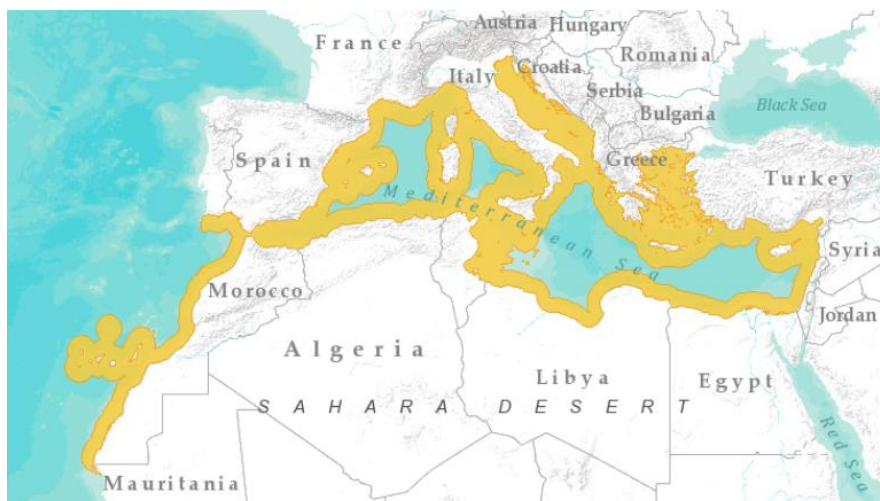 Austria
Hungary
France
Romania
Italy
Croatia
Serbia
Black Sea
Bulgaria
Spain
Greece
Turkey
Mediterranean Sea
Syria
Morocco
Jordan
Algeria
Libya
Egypt
SAHARA DESERT
Red Sea
Mauritania